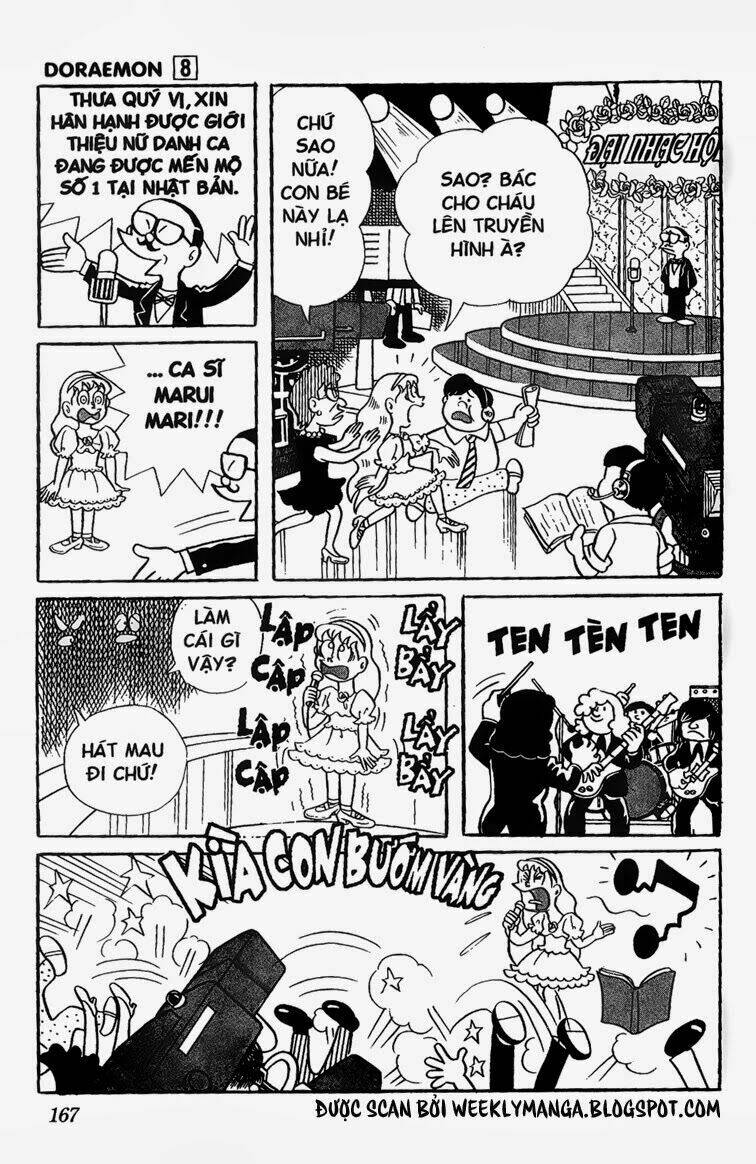 DORAEMON 8
THƯA QUÝ VỊ, XIN
HÂN HẠNH ĐƯỢC GIỚI
THIỆU NỮ DANH CA
ĐANG ĐƯỢC MẾN MỘ
SỐ 1 TẠI NHẬT BẢN.
CHỨ
SAO
NỮA!
CON BÉ
NÀY LẠ
NHỈ!
SAO? BÁC
CHO CHÁU
LÊN TRUYỀN
HÌNH À?
ĐẠI NHẠC HỘI
... CA SĨ
MARUI
MARI!!!
LÀM
CÁI GÌ
VẬY?
HÁT MAU
ĐI CHỨ!
LẬP
CẬP
LẬP
CẬP
LẨY
BẨY
LẨY
BẨY
TEN TÈN TEN
KÌA CON BƯỚM VÀNG
167
ĐƯỢC SCAN BỞI WEEKLYMANGA.BLOGSPOT.COM